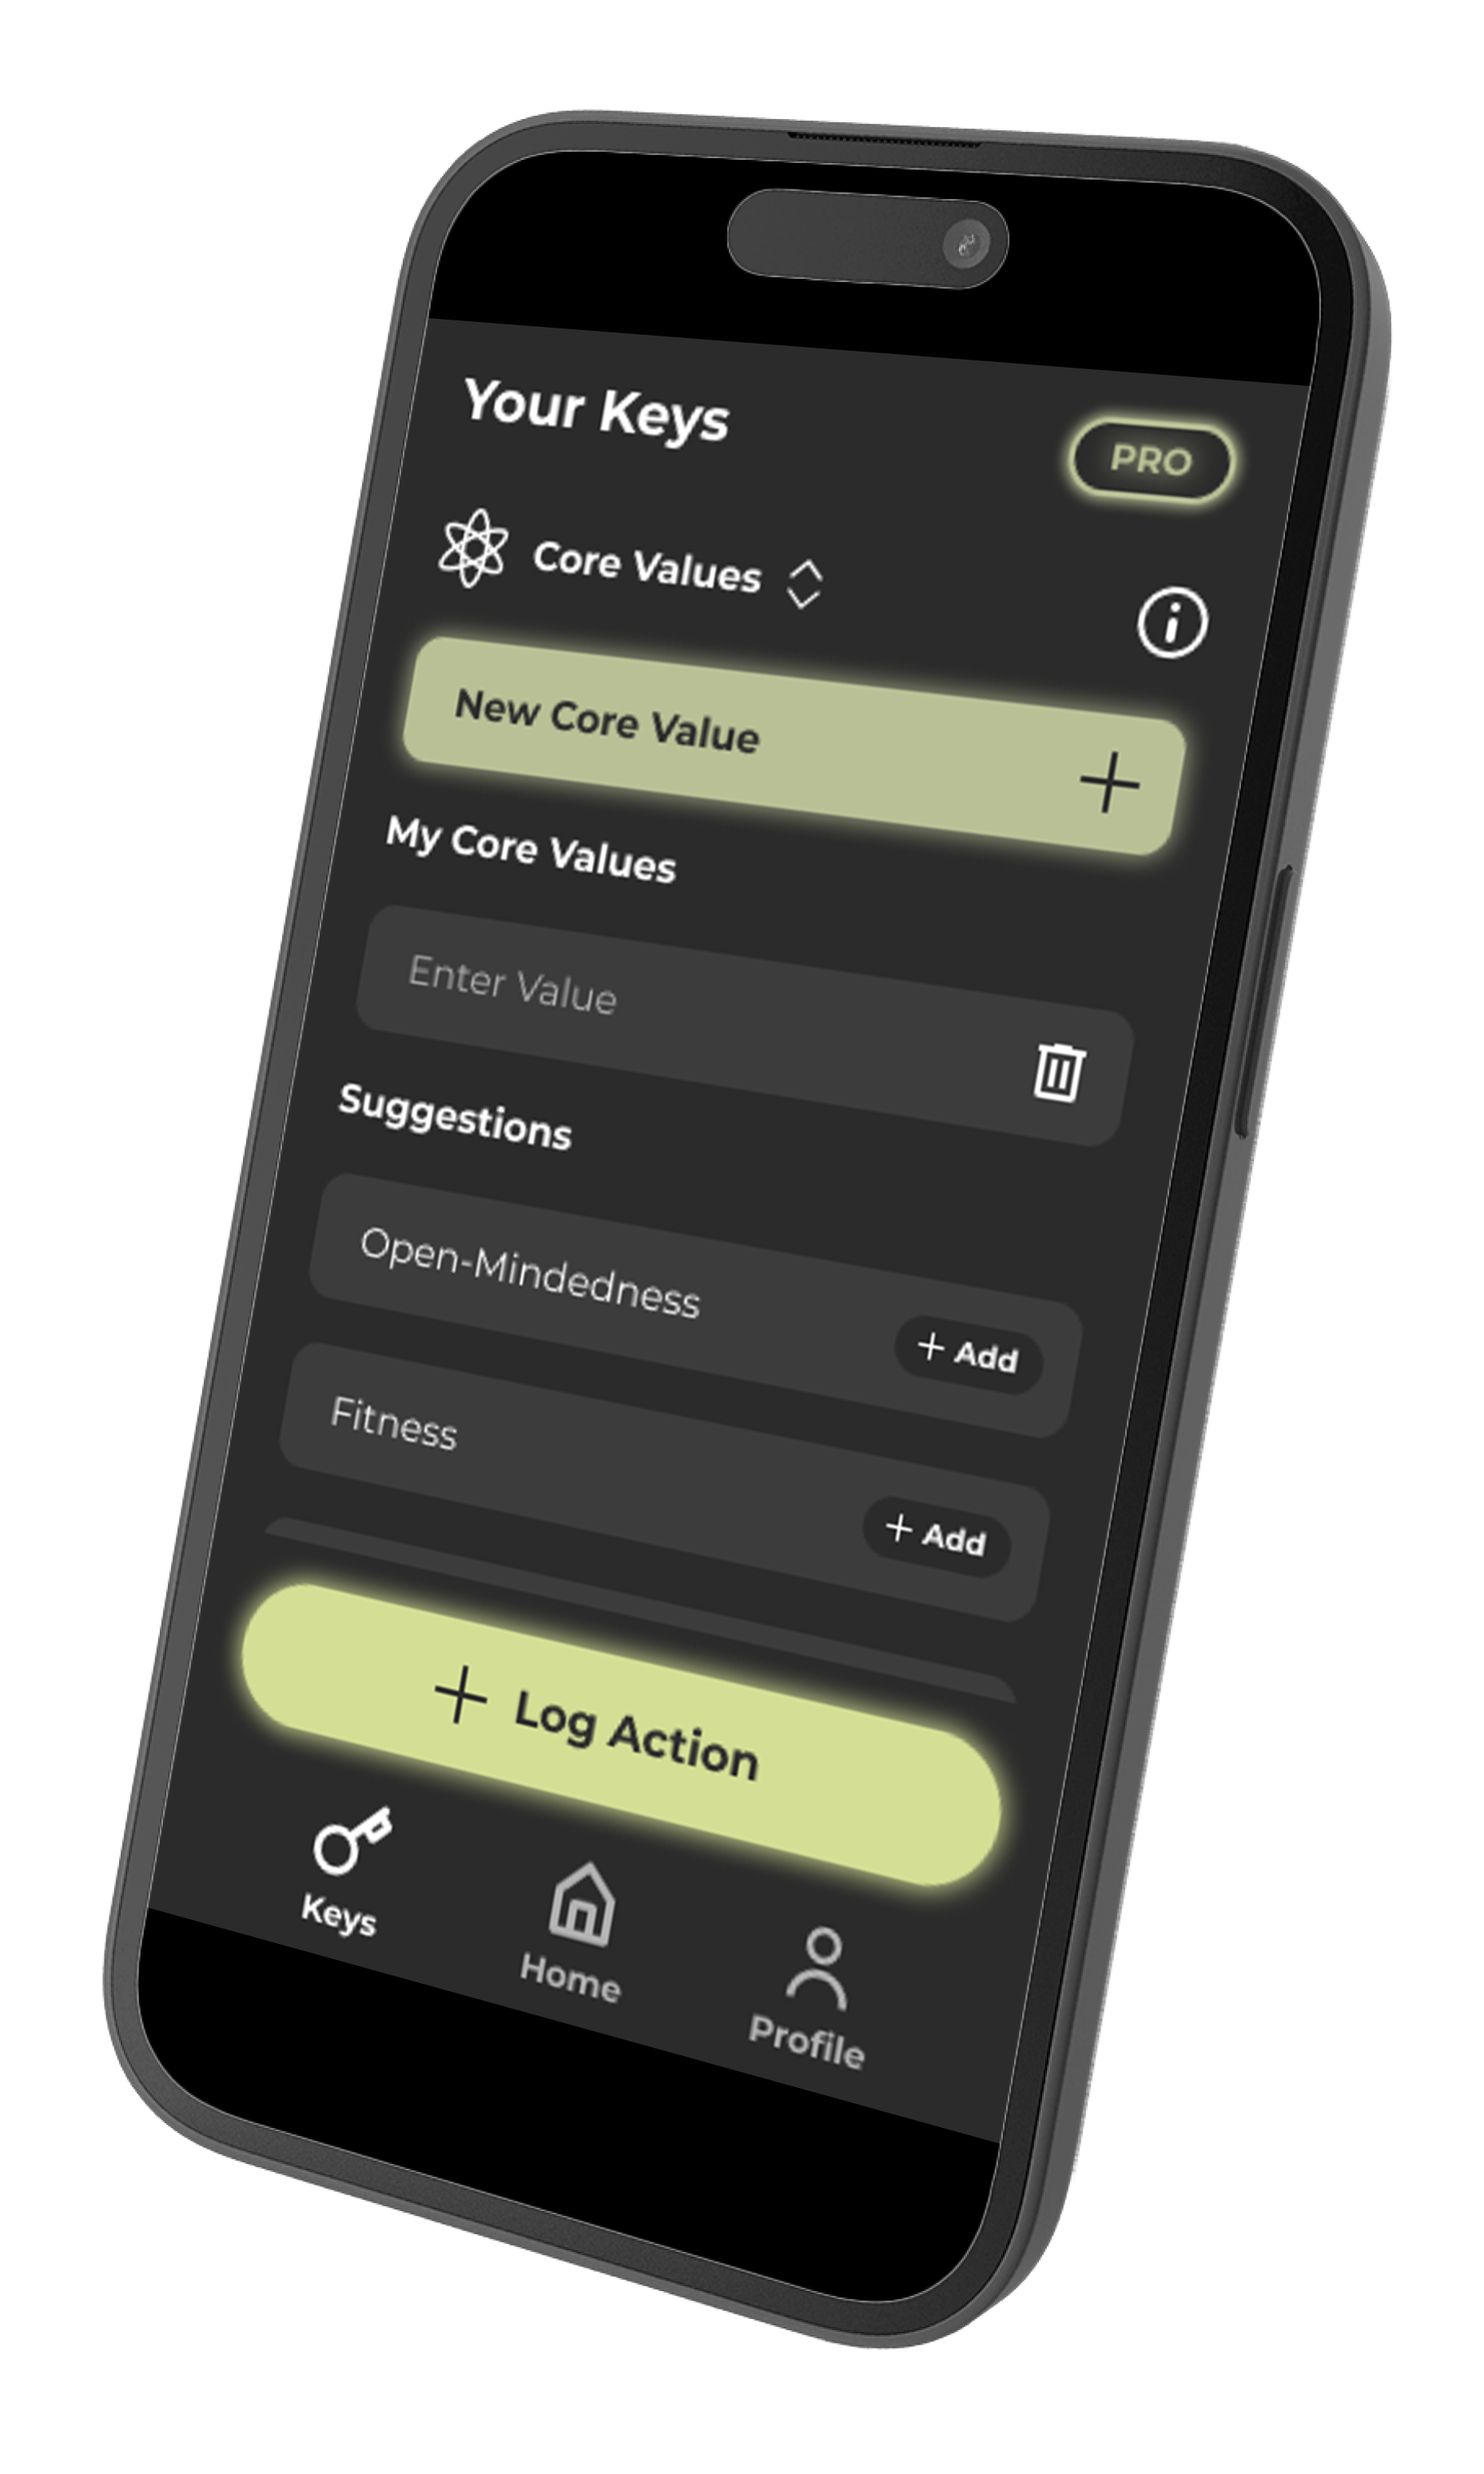 Your Keys
PRO
Core Values
New Core Value
My Core Values
Enter Value
Suggestions
Open-Mindedness
+ Add
Fitness
+ Add
+ Log Action
Keys
Home
Profile